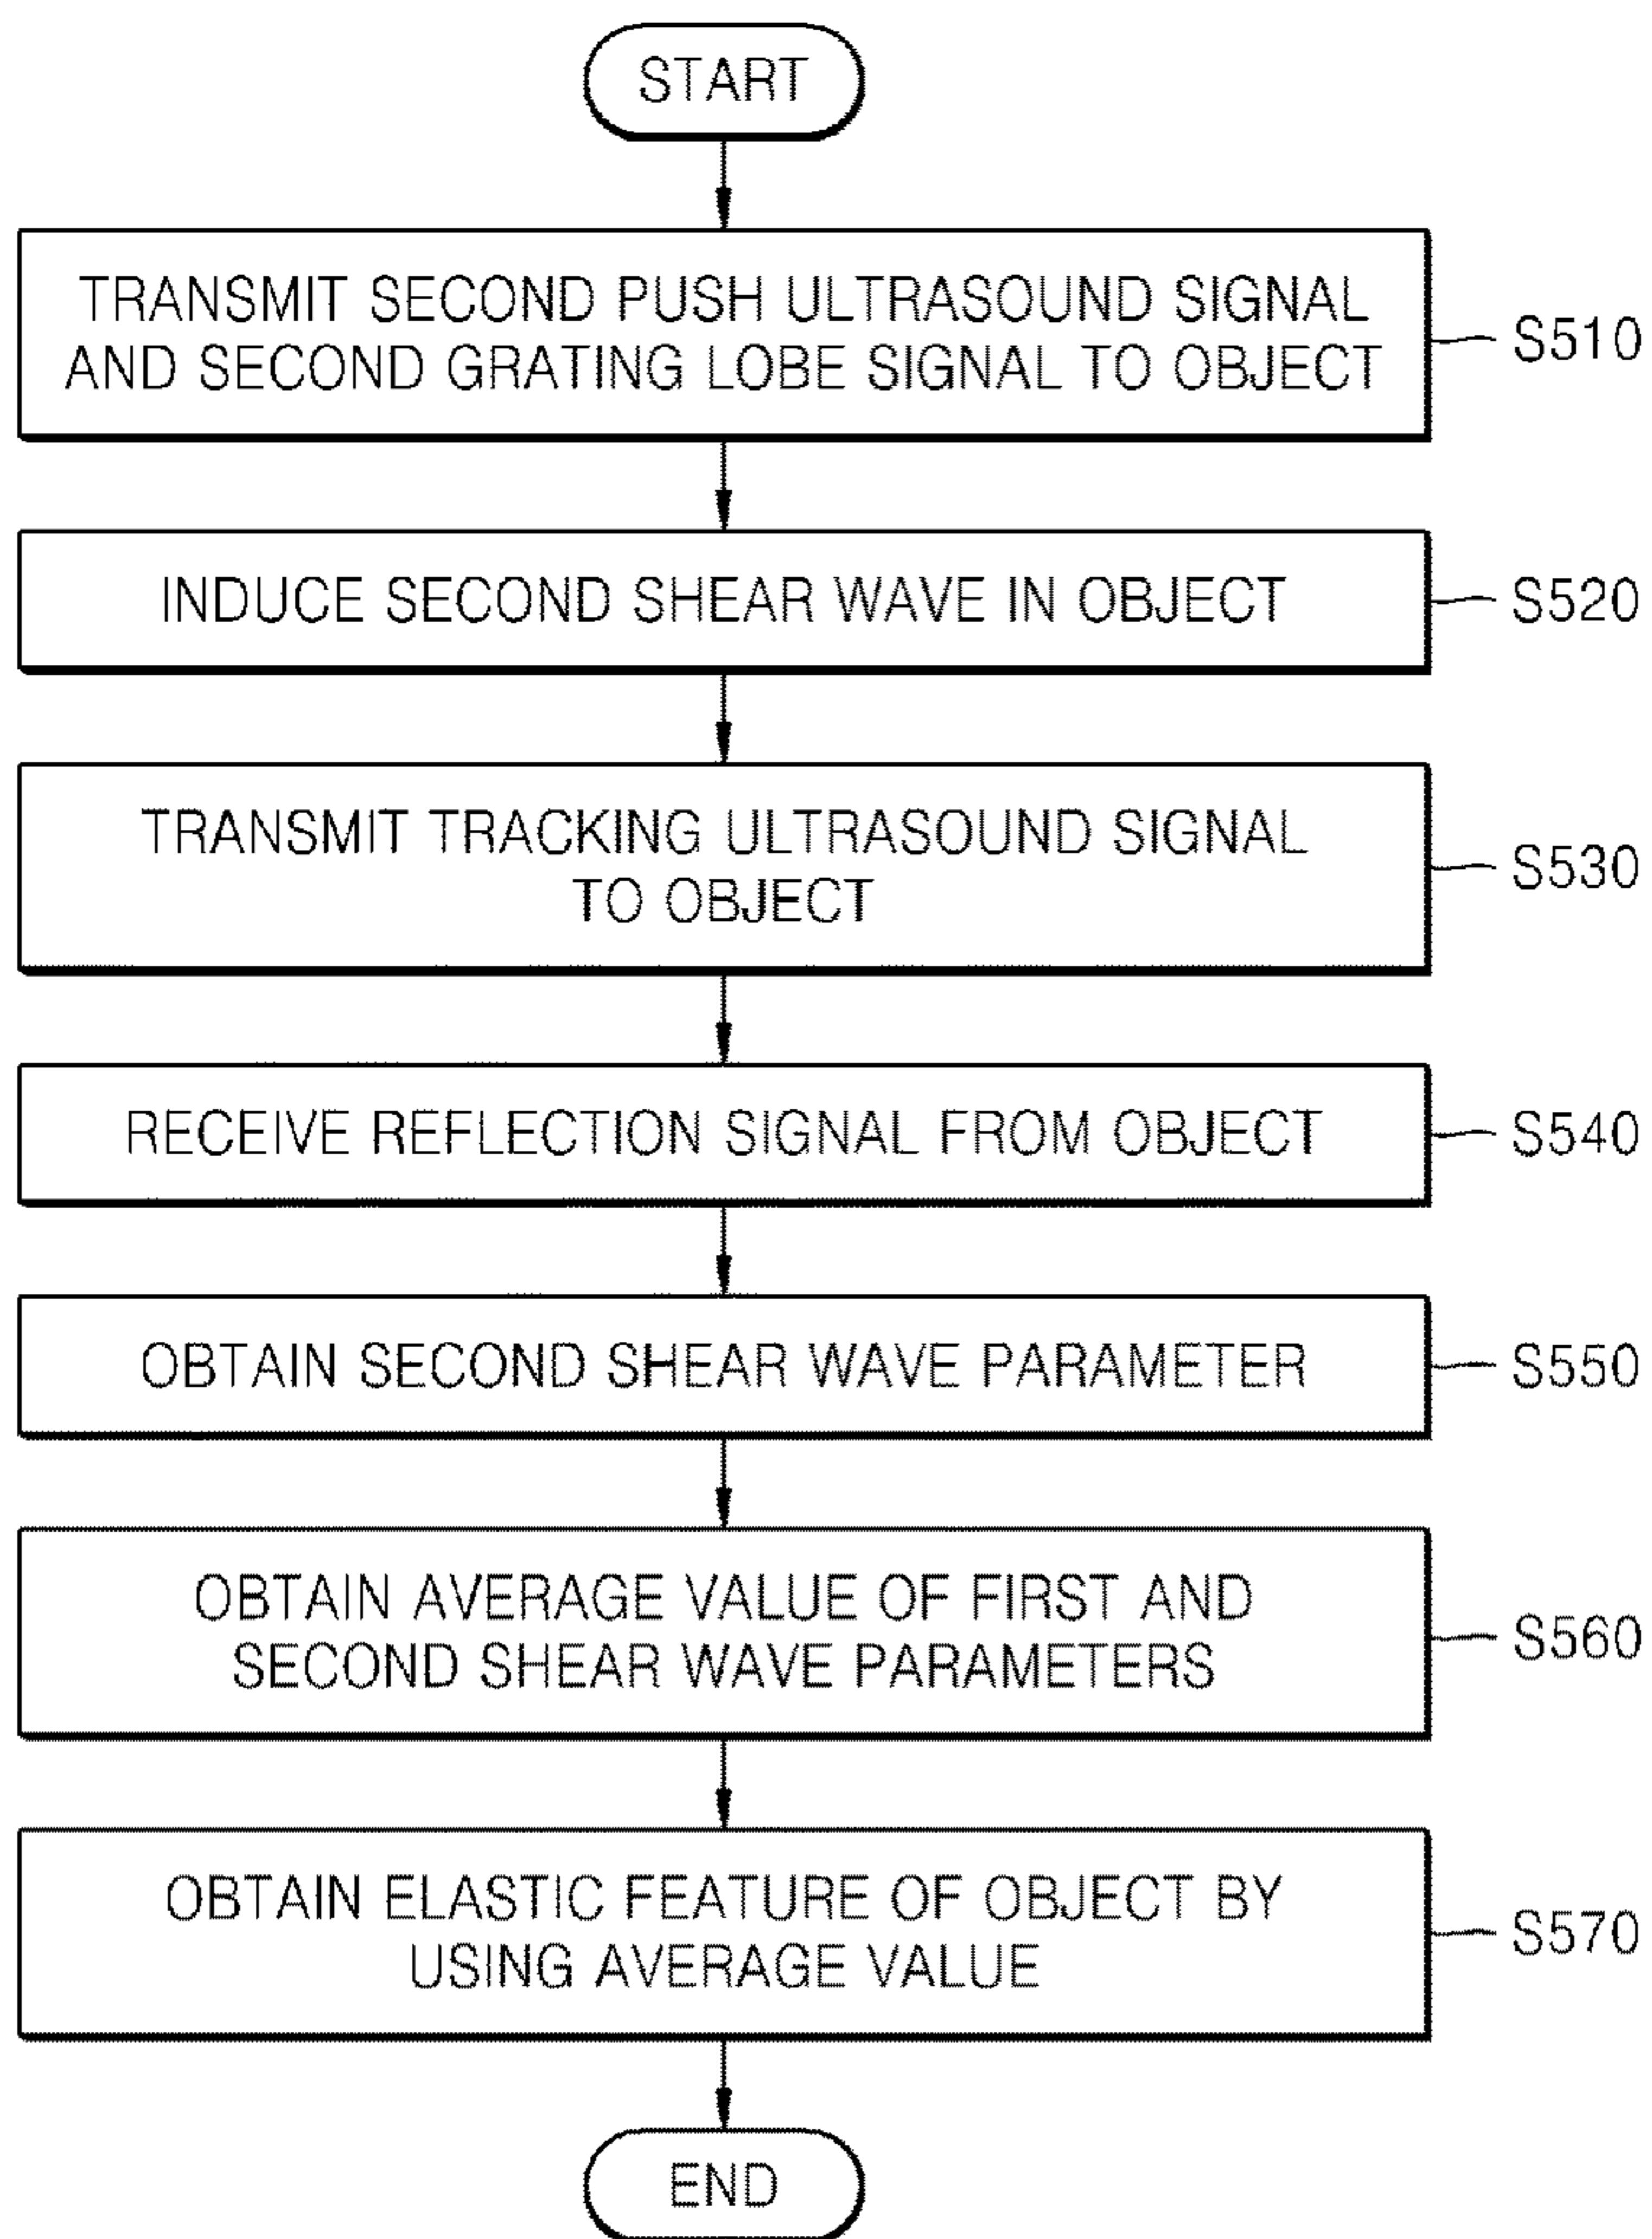 START
TRANSMIT SECOND PUSH ULTRASOUND SIGNAL
AND SECOND GRATING LOBE SIGNAL TO OBJECT
S510
INDUCE SECOND SHEAR WAVE IN OBJECT
S520
TRANSMIT TRACKING ULTRASOUND SIGNAL
TO OBJECT
S530
RECEIVE REFLECTION SIGNAL FROM OBJECT
S540
OBTAIN SECOND SHEAR WAVE PARAMETER
S550
OBTAIN AVERAGE VALUE OF FIRST AND
SECOND SHEAR WAVE PARAMETERS
S560
OBTAIN ELASTIC FEATURE OF OBJECT BY
USING AVERAGE VALUE
S570
END